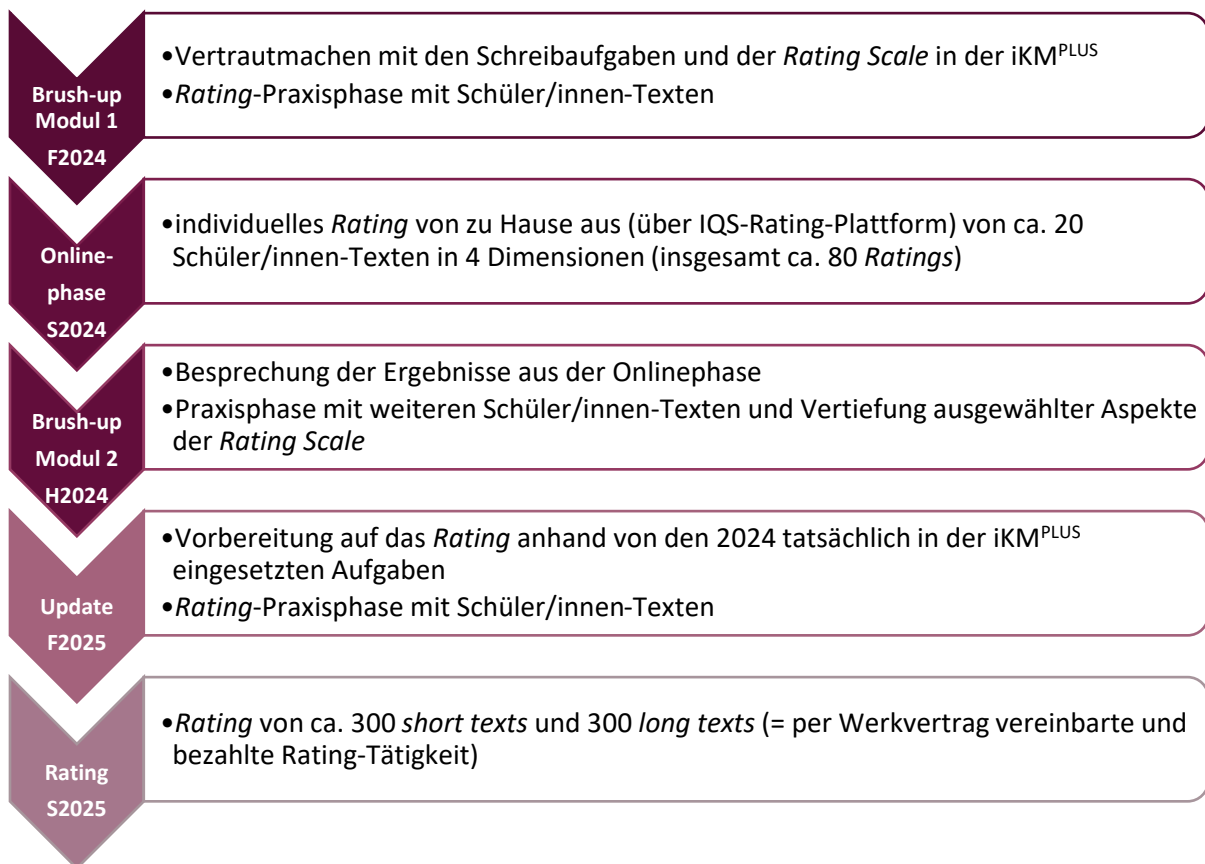 Brush-up
Modul 1
F2024
•Vertrautmachen mit den Schreibaufgaben und der Rating Scale in der iKMPLUS
•Rating-Praxisphase mit Schüler/innen-Texten
Online-
phase
S2024
•individuelles Rating von zu Hause aus (über IQS-Rating-Plattform) von ca. 20
Schüler/innen-Texten in 4 Dimensionen (insgesamt ca. 80 Ratings)
Brush-up
Modul 2
H2024
•Besprechung der Ergebnisse aus der Onlinephase
•Praxisphase mit weiteren Schüler/innen-Texten und Vertiefung ausgewählter Aspekte
der Rating Scale
Update
F2025
•Vorbereitung auf das Rating anhand von den 2024 tatsächlich in der iKMPLUS
eingesetzten Aufgaben
•Rating-Praxisphase mit Schüler/innen-Texten
Rating
S2025
•Rating von ca. 300 short texts und 300 long texts (= per Werkvertrag vereinbarte und
bezahlte Rating-Tätigkeit)